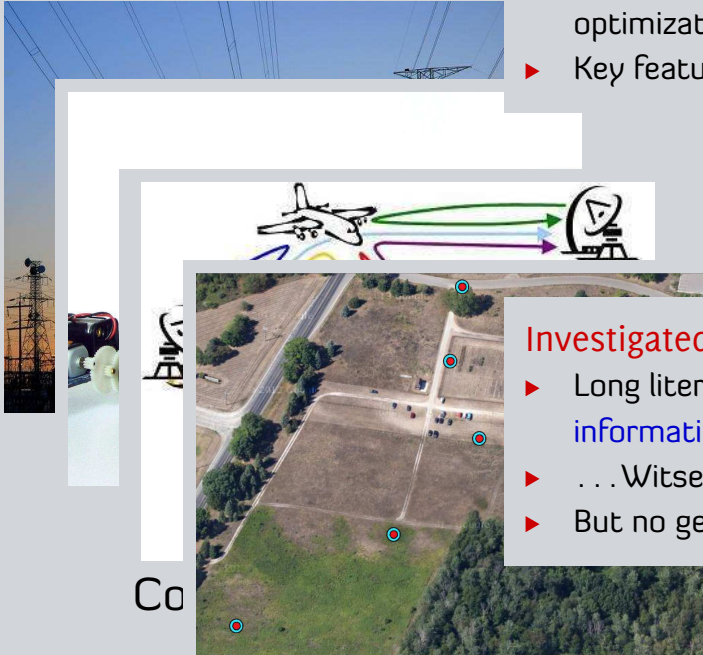 optimizat
Key featu
Investigated
Long liter
informati
...Witse
But no ge
Co